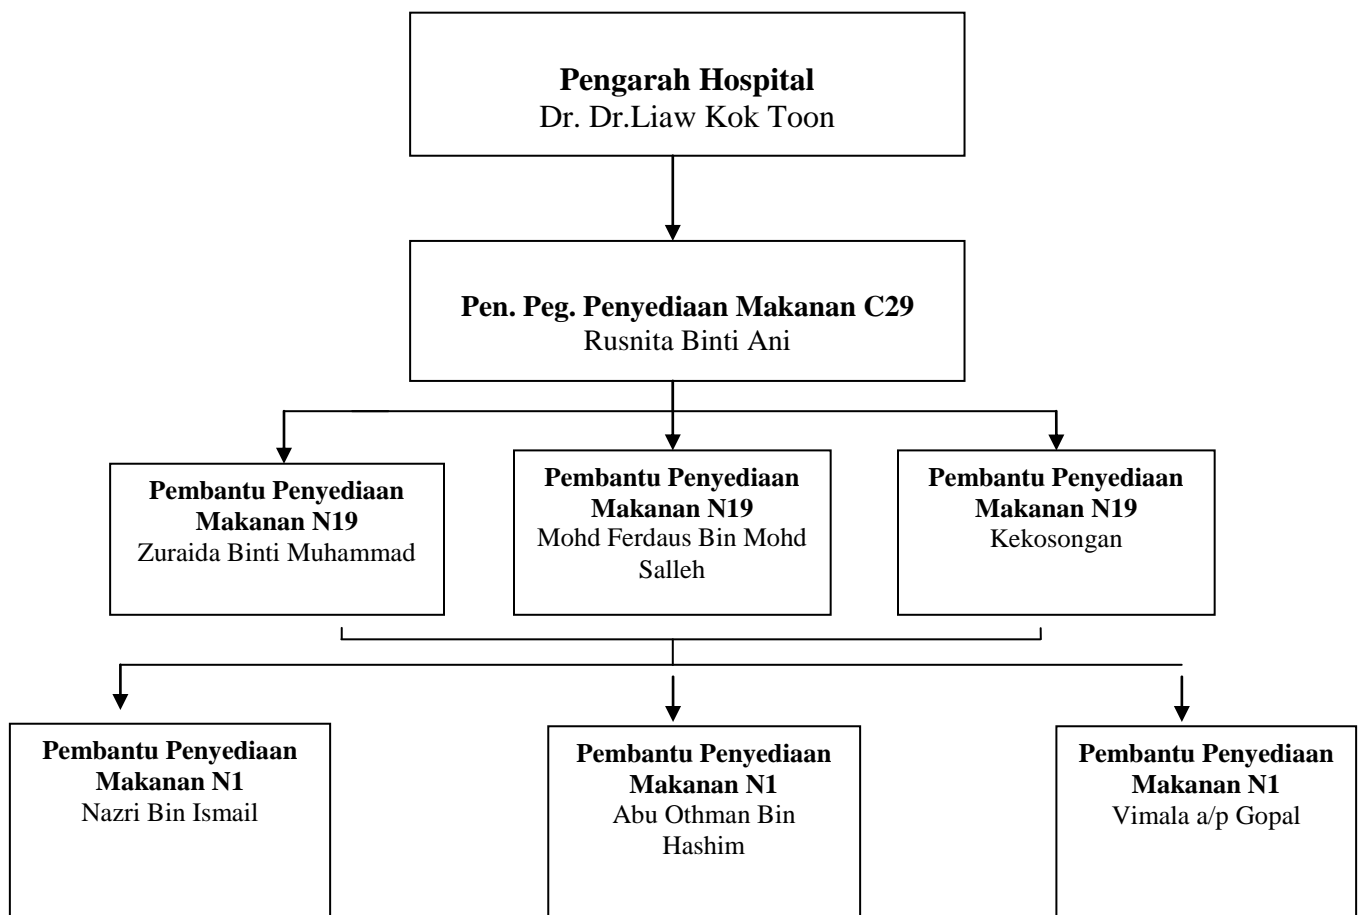 Pengarah Hospital
Dr. Dr.Liaw Kok Toon
Pen. Peg. Penyediaan Makanan C29
Rusnita Binti Ani
Pembantu Penyediaan
Makanan N19
Zuraida Binti Muhammad
Pembantu Penyediaan
Makanan N19
Mohd Ferdaus Bin Mohd
Salleh
Pembantu Penyediaan
Makanan N19
Kekosongan
Pembantu Penyediaan
Makanan N1
Nazri Bin Ismail
Pembantu Penyediaan
Makanan N1
Abu Othman Bin
Hashim
Pembantu Penyediaan
Makanan N1
Vimala a/p Gopal